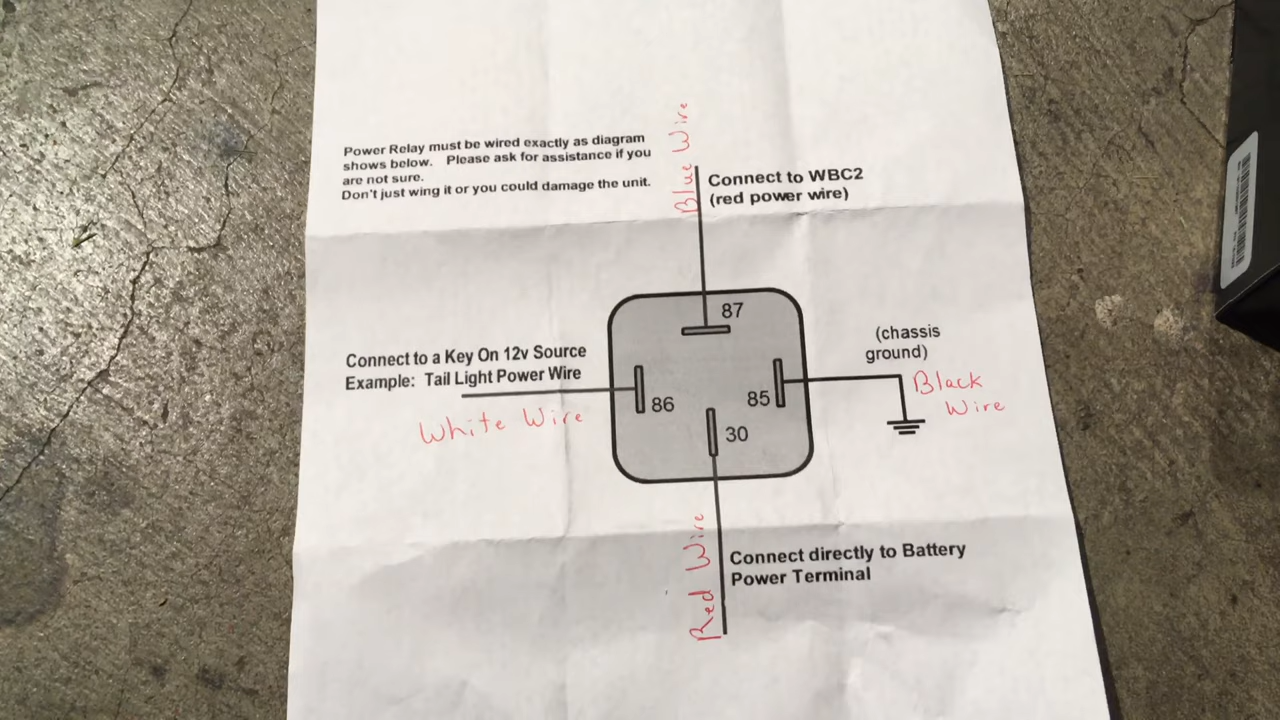 Power Relay must be wired exactly as diagram
shows below. Please ask for assistance if you
are not sure.
Don't just wing it or you could damage the unit.
Blue Wire
Connect to WBC2
(red power wire)
87
Connect to a Key On 12v Source
Example: Tail Light Power Wire
White Wire
86
85
30
(chassis
ground)
Black
Wire
Red Wire
Connect directly to Battery
Power Terminal